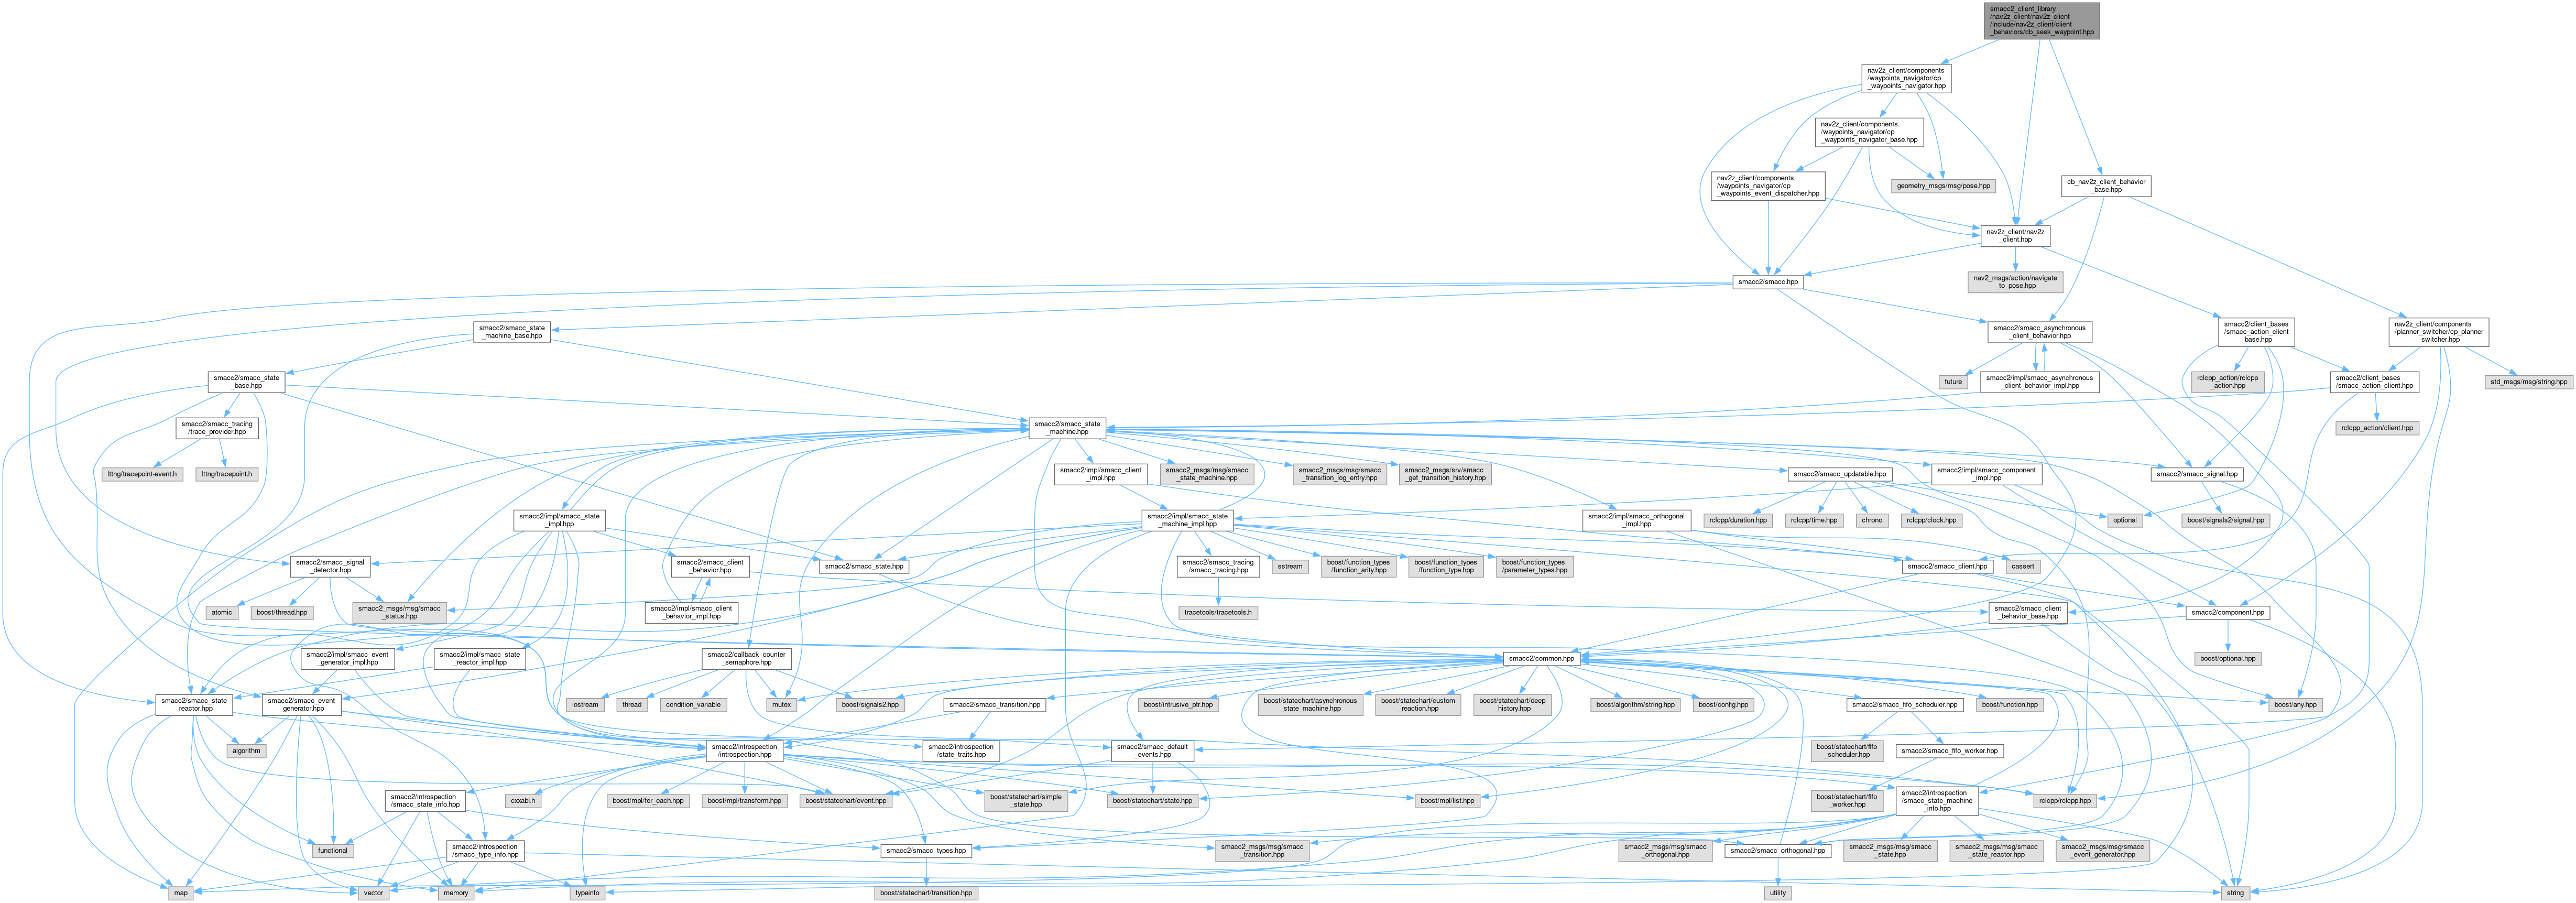 smacc2_client_library
/nav2z_client/nav2z_client
/include/nav2z_client/client
_behaviors/cb_seek_waypoint.hpp
nav2z_client/components
/waypoints_navigator/cp
_waypoints_navigator.hpp
nav2z_client/components
/waypoints_navigator/cp
_waypoints_navigator_base.hpp
nav2z_client/components
/waypoints_navigator/cp
_waypoints_event_dispatcher.hpp
geometry_msgs/msg/pose.hpp
cb_nav2z_client_behavior
_base.hpp
nav2z_client/nav2z
_client.hpp
smacc2/smacc.hpp
nav2_msgs/action/navigate
_to_pose.hpp
smacc2/smacc_state
_machine_base.hpp
smacc2/smacc_asynchronous
_client_behavior.hpp
smacc2/client_bases
/smacc_action_client
_base.hpp
nav2z_client/components
/planner_switcher/cp_planner
_switcher.hpp
smacc2/smacc_state
_base.hpp
future
smacc2/impl/smacc_asynchronous
_client_behavior_impl.hpp
rclcpp_action/rclcpp
_action.hpp
smacc2/client_bases
/smacc_action_client.hpp
std_msgs/msg/string.hpp
smacc2/smacc_tracing
/trace_provider.hpp
smacc2/smacc_state
_machine.hpp
rclcpp_action/client.hpp
lttng/tracepoint-event.h
lttng/tracepoint.h
smacc2/impl/smacc_client
_impl.hpp
smacc2_msgs/msg/smacc
_state_machine.hpp
smacc2_msgs/msg/smacc
_transition_log_entry.hpp
smacc2_msgs/srv/smacc
_get_transition_history.hpp
smacc2/smacc_updatable.hpp
smacc2/impl/smacc_component
_impl.hpp
smacc2/smacc_signal.hpp
smacc2/impl/smacc_state
_impl.hpp
smacc2/impl/smacc_state
_machine_impl.hpp
smacc2/impl/smacc_orthogonal
_impl.hpp
rclcpp/duration.hpp
rclcpp/time.hpp
chrono
rclcpp/clock.hpp
optional
boost/signals2/signal.hpp
smacc2/smacc_signal
_detector.hpp
smacc2/smacc_client
_behavior.hpp
smacc2/smacc_state.hpp
smacc2/smacc_tracing
/smacc_tracing.hpp
sstream
boost/function_types
/function_arity.hpp
boost/function_types
/function_type.hpp
boost/function_types
/parameter_types.hpp
smacc2/smacc_client.hpp
cassert
atomic
boost/thread.hpp
smacc2_msgs/msg/smacc
_status.hpp
smacc2/impl/smacc_client
_behavior_impl.hpp
tracetools/tracetools.h
smacc2/smacc_client
_behavior_base.hpp
smacc2/component.hpp
smacc2/impl/smacc_event
_generator_impl.hpp
smacc2/impl/smacc_state
_reactor_impl.hpp
smacc2/callback_counter
_semaphore.hpp
smacc2/common.hpp
boost/optional.hpp
smacc2/smacc_state
_reactor.hpp
smacc2/smacc_event
_generator.hpp
iostream
thread
condition_variable
mutex
boost/signals2.hpp
smacc2/smacc_transition.hpp
boost/intrusive_ptr.hpp
boost/statechart/asynchronous
_state_machine.hpp
boost/statechart/custom
_reaction.hpp
boost/statechart/deep
_history.hpp
boost/algorithm/string.hpp
boost/config.hpp
smacc2/smacc_fifo_scheduler.hpp
boost/function.hpp
boost/any.hpp
algorithm
smacc2/introspection
/introspection.hpp
smacc2/introspection
/state_traits.hpp
smacc2/smacc_default
_events.hpp
boost/statechart/fifo
_scheduler.hpp
smacc2/smacc_fifo_worker.hpp
smacc2/introspection
/smacc_state_info.hpp
cxxabi.h
boost/mpl/for_each.hpp
boost/mpl/transform.hpp
boost/statechart/event.hpp
boost/statechart/simple
_state.hpp
boost/statechart/state.hpp
boost/mpl/list.hpp
boost/statechart/fifo
_worker.hpp
smacc2/introspection
/smacc_state_machine
_info.hpp
rclcpp/rclcpp.hpp
functional
smacc2/introspection
/smacc_type_info.hpp
smacc2/smacc_types.hpp
smacc2_msgs/msg/smacc
_transition.hpp
smacc2_msgs/msg/smacc
_orthogonal.hpp
smacc2/smacc_orthogonal.hpp
smacc2_msgs/msg/smacc
_state.hpp
smacc2_msgs/msg/smacc
_state_reactor.hpp
smacc2_msgs/msg/smacc
_event_generator.hpp
map
vector
memory
typeinfo
boost/statechart/transition.hpp
utility
string